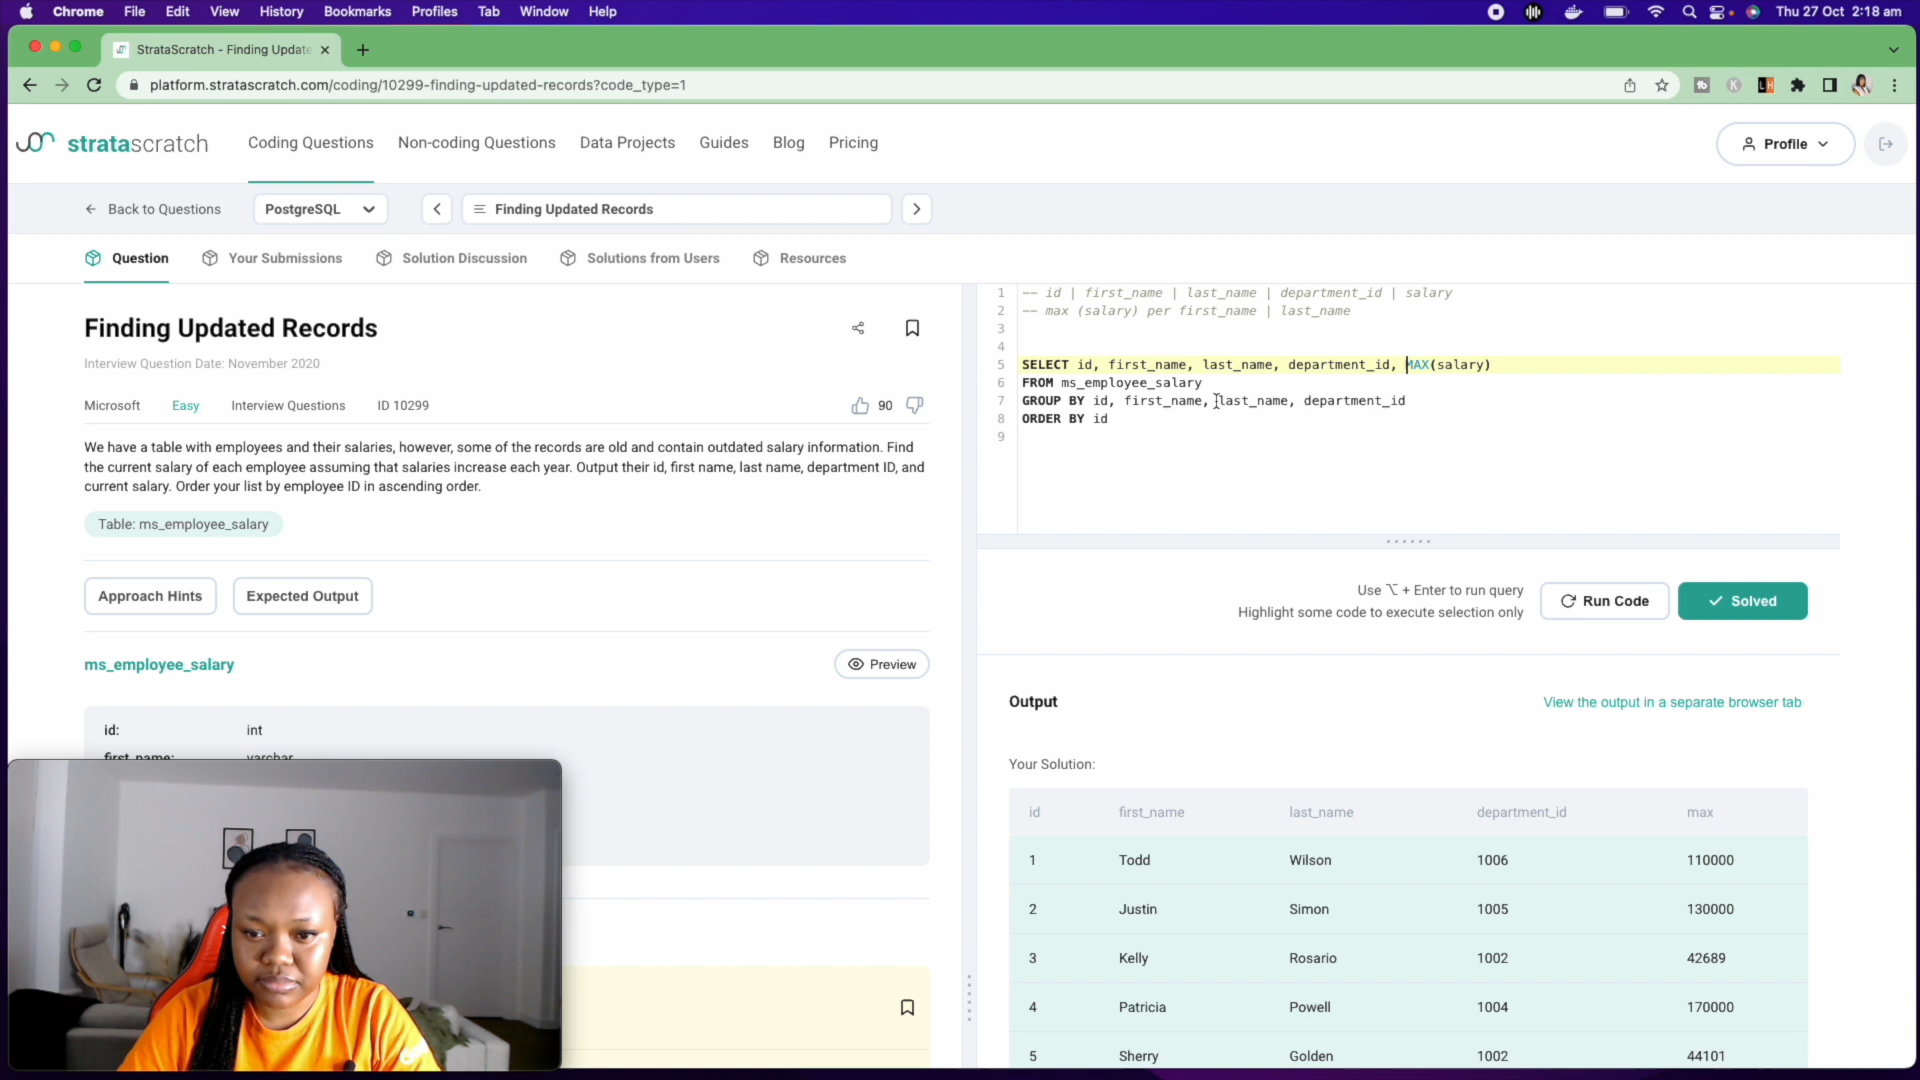 Chrome File Edit View History Bookmarks Profiles Tab Window Help Thu 27 Oct 2:18 am
StrataScratch - Finding Update
platform.stratascratch.com/coding/10299-finding-updated-records?code_type=1
stratascratch Coding Questions Non-coding Questions Data Projects Guides Blog Pricing Profile
Back to Questions PostgreSQL Finding Updated Records
Question Your Submissions Solution Discussion Solutions from Users Resources
Finding Updated Records
Interview Question Date: November 2020
Microsoft Easy Interview Questions ID 10299 90
We have a table with employees and their salaries, however, some of the records are old and contain outdated salary information. Find
the current salary of each employee assuming that salaries increase each year. Output their id, first name, last name, department ID, and
current salary. Order your list by employee ID in ascending order.
Table: ms_employee_salary
Approach Hints Expected Output
ms_employee_salary Preview
id: int
first_name: varchar
1 -- id | first_name | last_name | department_id | salary
2 -- max (salary) per first_name | last_name
3
4
5 SELECT id, first_name, last_name, department_id, MAX(salary)
6 FROM ms_employee_salary
7 GROUP BY id, first_name, last_name, department_id
8 ORDER BY id
9
Use ⌥ + Enter to run query
Highlight some code to execute selection only
Run Code Solved
Output View the output in a separate browser tab
Your Solution:
id first_name last_name department_id max
1 Todd Wilson 1006 110000
2 Justin Simon 1005 130000
3 Kelly Rosario 1002 42689
4 Patricia Powell 1004 170000
5 Sherry Golden 1002 44101